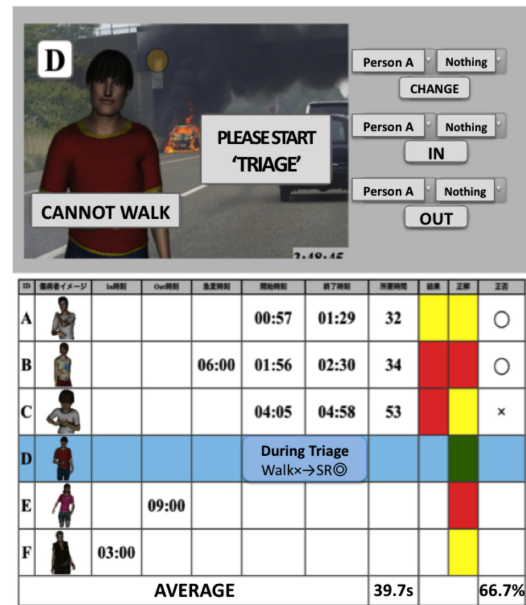 D
PLEASE START
'TRIAGE'
CANNOT WALK
2:48:45
Person A Nothing
CHANGE
Person A Nothing
IN
Person A Nothing
OUT
ID 傷病者イメージ In時刻 Out時刻 急変時刻 開始時刻 終了時刻 所要時間 結果 正解 正否
A 00:57 01:29 32 ○
B 06:00 01:56 02:30 34 ○
C 04:05 04:58 53 ×
D During Triage
Walk×→SR◎
E 09:00
F 03:00
AVERAGE 39.7s 66.7%